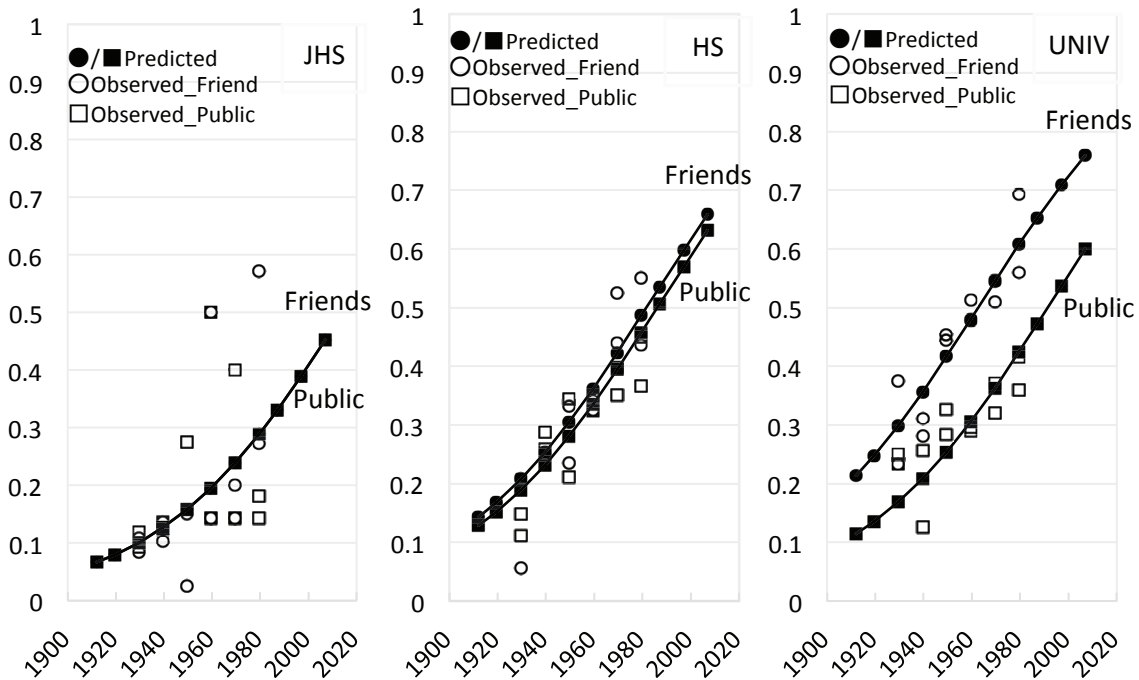 JHS
●/■Predicted
○Observed_Friend
□Observed_Public
Friends
Public
1
0.9
0.8
0.7
0.6
0.5
0.4
0.3
0.2
0.1
0
1900 1920 1940 1960 1980 2000 2020
HS
●/■Predicted
○Observed_Friend
□Observed_Public
Friends
Public
1
0.9
0.8
0.7
0.6
0.5
0.4
0.3
0.2
0.1
0
1900 1920 1940 1960 1980 2000 2020
UNIV
●/■Predicted
○Observed_Friend
□Observed_Public
Friends
Public
1
0.9
0.8
0.7
0.6
0.5
0.4
0.3
0.2
0.1
0
1900 1920 1940 1960 1980 2000 2020